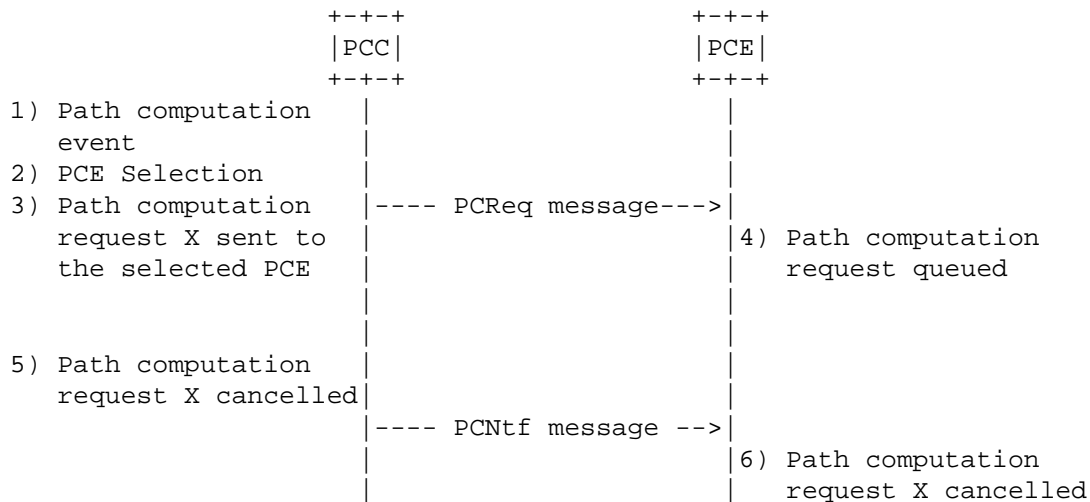 +-+-+                   +-+-+
|PCC|                   |PCE|
+-+-+                   +-+-+
1) Path computation   |                       |
event              |                       |
2) PCE Selection      |                       |
3) Path computation   |---- PCReq message--->|
request X sent to  |                       |4) Path computation
the selected PCE   |                       |   request queued
|                       |
|                       |
5) Path computation   |                       |
request X cancelled|                       |
|---- PCNtf message -->|
|                       |6) Path computation
|                       |   request X cancelled